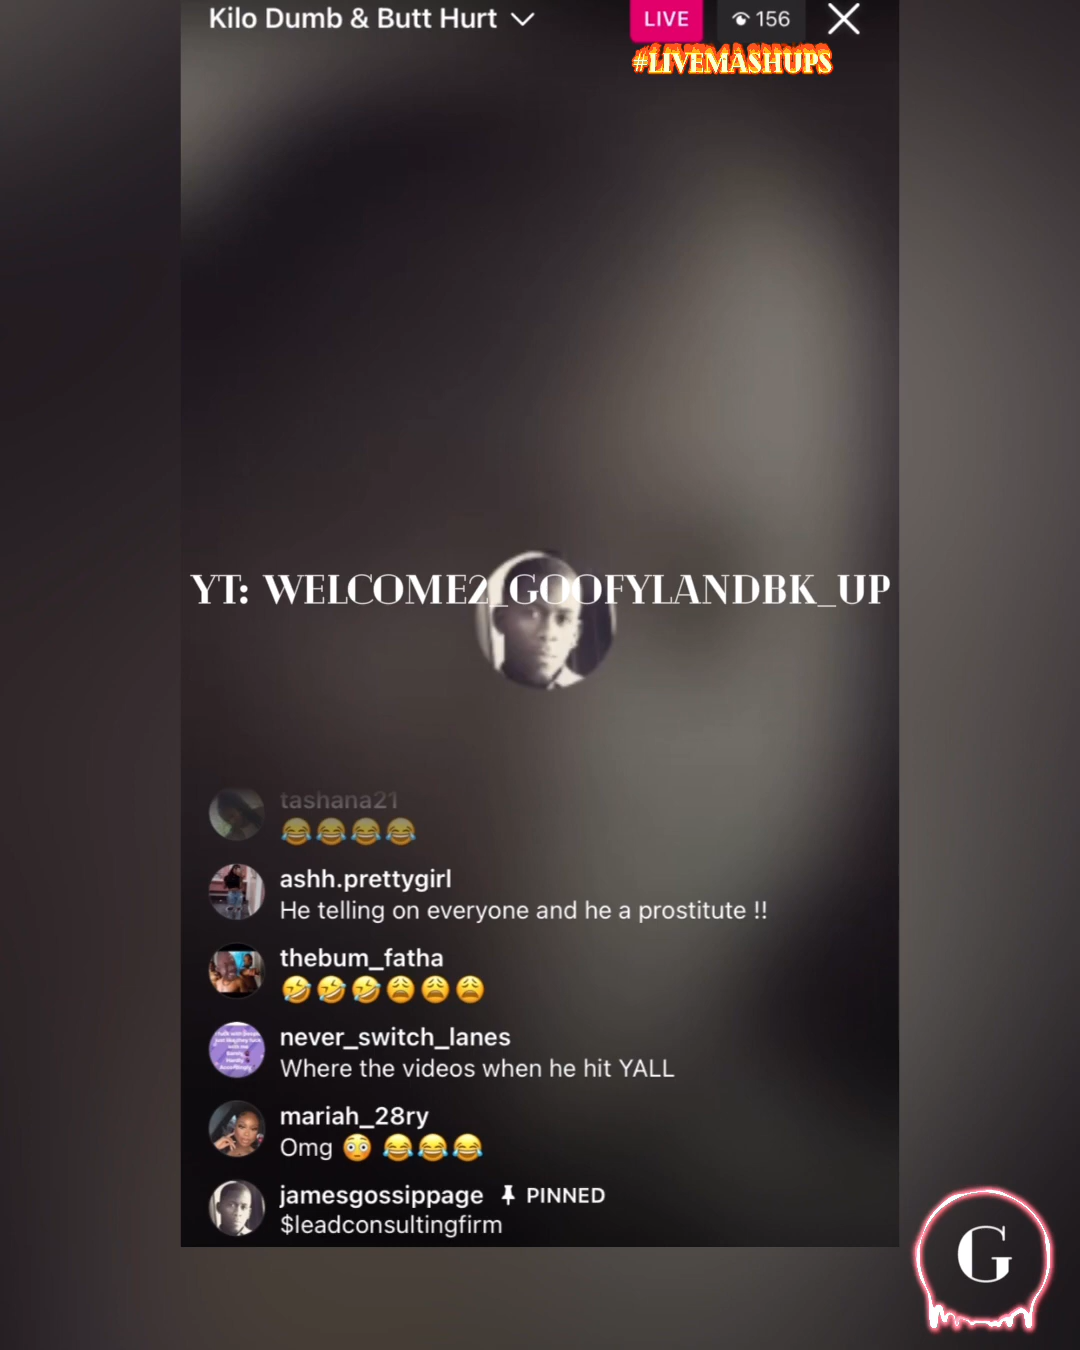 Kilo Dumb & Butt Hurt
LIVE
156
#LIVEMASHUPS
YT: WELCOME2_GOOFYLANDBK_UP
tashana21
😂😂😂😂
ashh.prettygirl
He telling on everyone and he a prostitute !!
thebum_fatha
🤣🤣🤣😩😩😩
never_switch_lanes
Where the videos when he hit YALL
mariah_28ry
Omg 😳 😂😂😂
jamesgossippage 📌 PINNED
$leadconsultingfirm
G